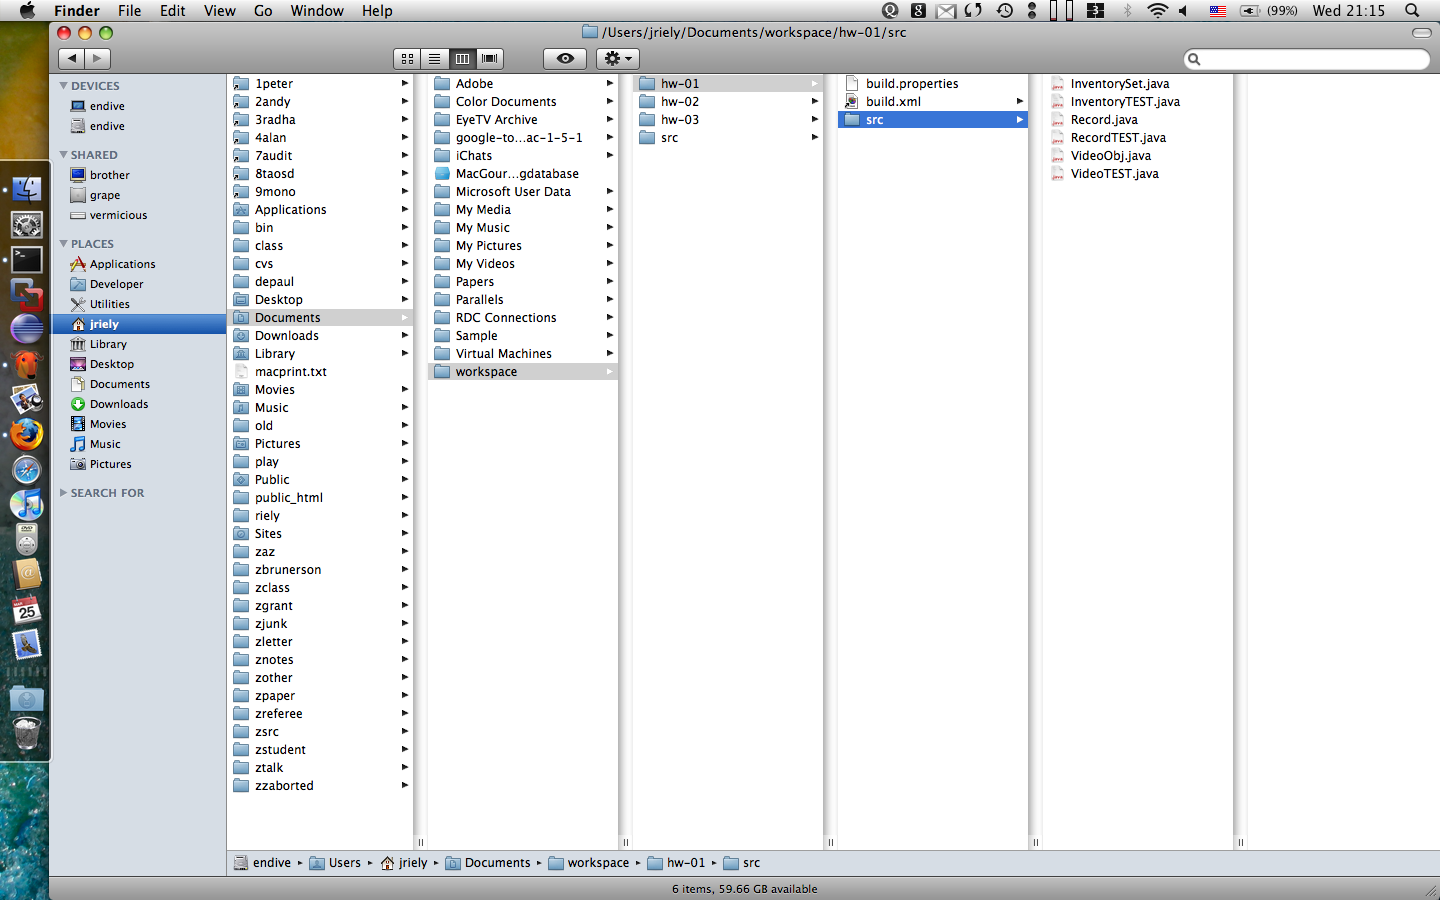 Finder File Edit View Go Window Help (99%) Wed 21:15
/Users/jriely/Documents/workspace/hw-01/src
DEVICES
endive
endive
SHARED
brother
grape
vermicious
PLACES
Applications
Developer
Utilities
jriely
Library
Desktop
Documents
Downloads
Movies
Music
Pictures
SEARCH FOR
1peter
2andy
3radha
4alan
7audit
8taosd
9mono
Applications
bin
class
cvs
depaul
Desktop
Documents
Downloads
Library
macprint.txt
Movies
Music
old
Pictures
play
Public
public_html
riely
Sites
zaz
zbrunerson
zclass
zgrant
zjunk
zletter
znotes
zother
zpaper
zreferee
zsrc
zstudent
ztalk
zzaborted
Adobe
Color Documents
EyeTV Archive
google-to...ac-1-5-1
iChats
MacGour...gdatabase
Microsoft User Data
My Media
My Music
My Pictures
My Videos
Papers
Parallels
RDC Connections
Sample
Virtual Machines
workspace
hw-01
hw-02
hw-03
src
build.properties
build.xml
src
InventorySet.java
InventoryTEST.java
Record.java
RecordTEST.java
VideoObj.java
VideoTEST.java
25
endive Users jriely Documents workspace hw-01 src
6 items, 59.66 GB available